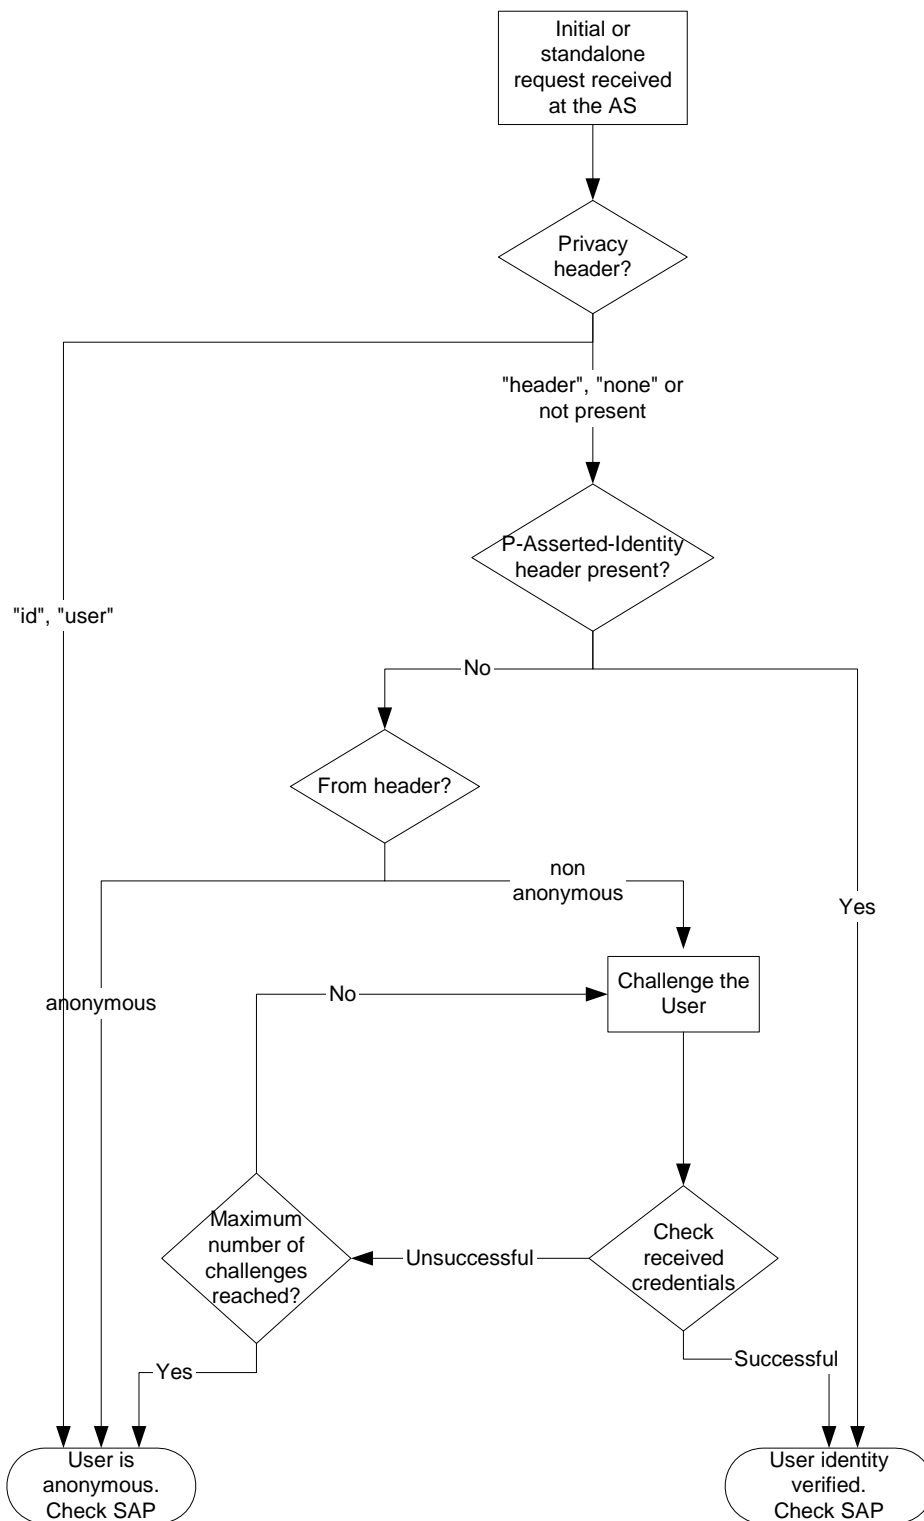 Initial or
standalone
request received
at the AS
Privacy
header?
"header", "none" or
not present
P-Asserted-Identity
header present?
"id", "user"
No
From header?
non
anonymous
Yes
anonymous
No
Challenge the
User
Maximum
number of
challenges
reached?
Unsuccessful
Check
received
credentials
Yes
Successful
User is
anonymous.
Check SAP
User identity
verified.
Check SAP